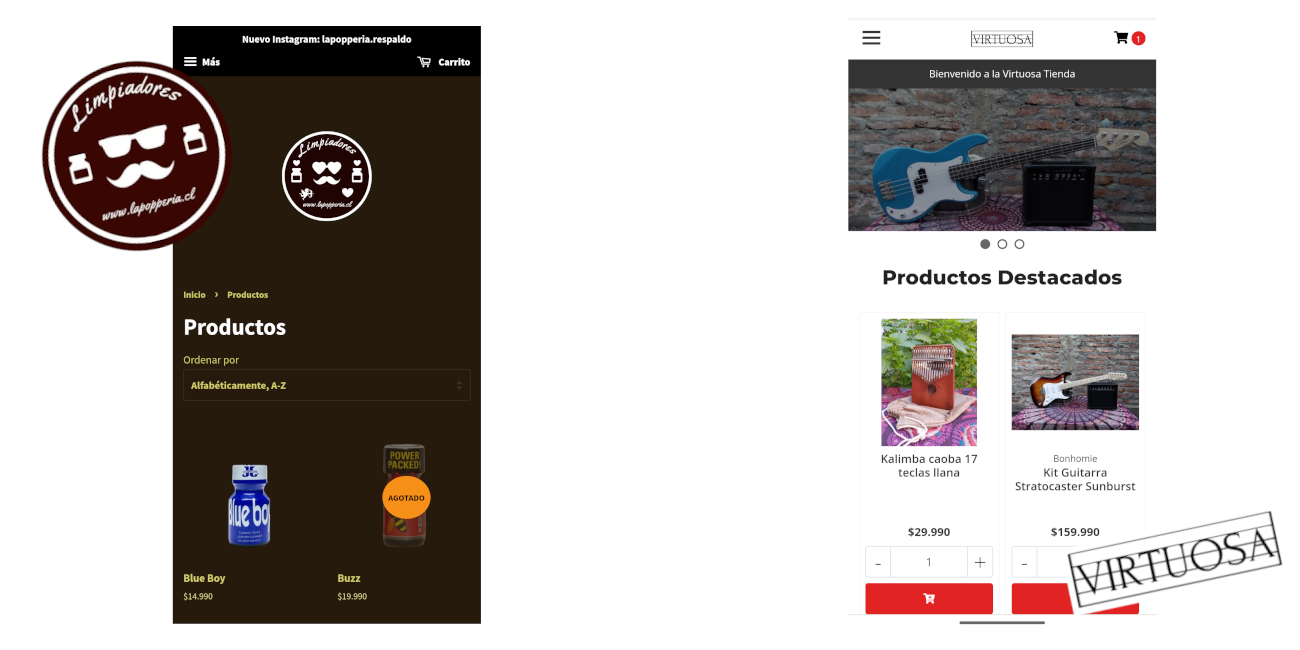 Nuevo Instagram: lapopperia.respaldo
Más
Carrito
Limpiadores
www.lapopperia.cl
Limpiadores
www.lapopperia.cl
Inicio › Productos
Productos
Ordenar por
Alfabéticamente, A-Z
Blue bo
POWER
PACKED!
AGOTADO
Blue Boy
Buzz
$14.990
$19.990
VIRTUOSA
1
Bienvenido a la Virtuosa Tienda
Productos Destacados
Kalimba caoba 17
teclas llana
Bonhomie
Kit Guitarra
Stratocaster Sunburst
$29.990
$159.990
- 1 +
-
VIRTUOSA